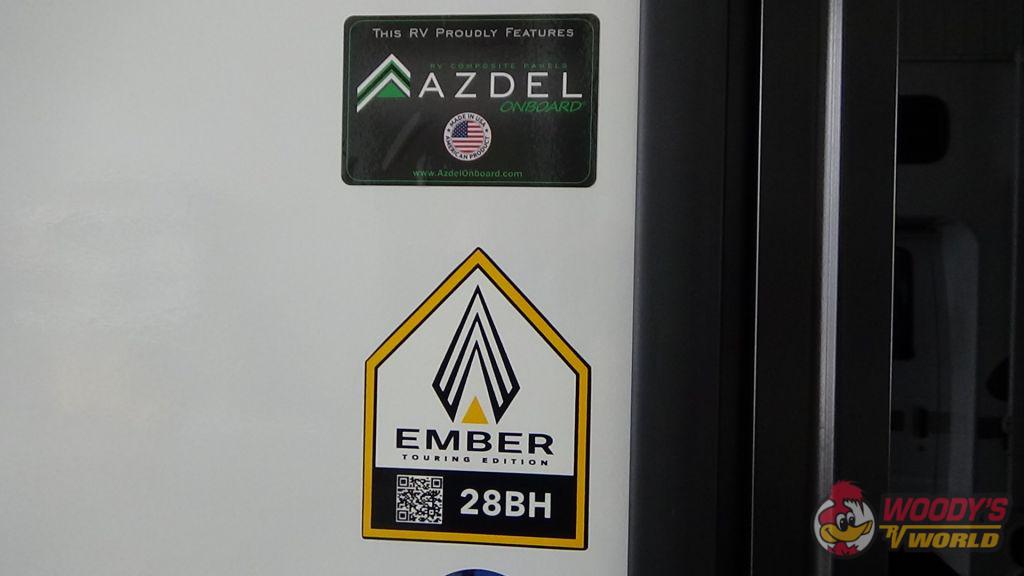 THIS RV PROUDLY FEATURES
RV COMPOSITE PANELS
AZDEL
ONBOARD®
MADE IN USA
AMERICAN PRODUCT
www.AzdelOnboard.com
EMBER
TOURING EDITION
28BH
WOODY'S
RV WORLD